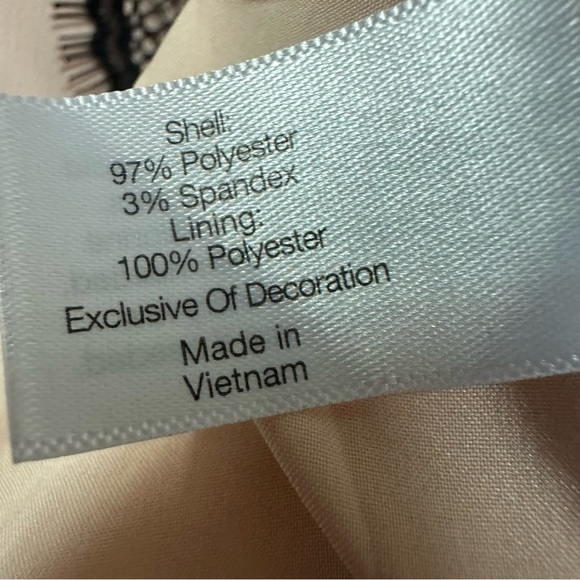 Shell:
97% Polyester
3% Spandex
Lining:
100% Polyester
Exclusive Of Decoration
Made in
Vietnam